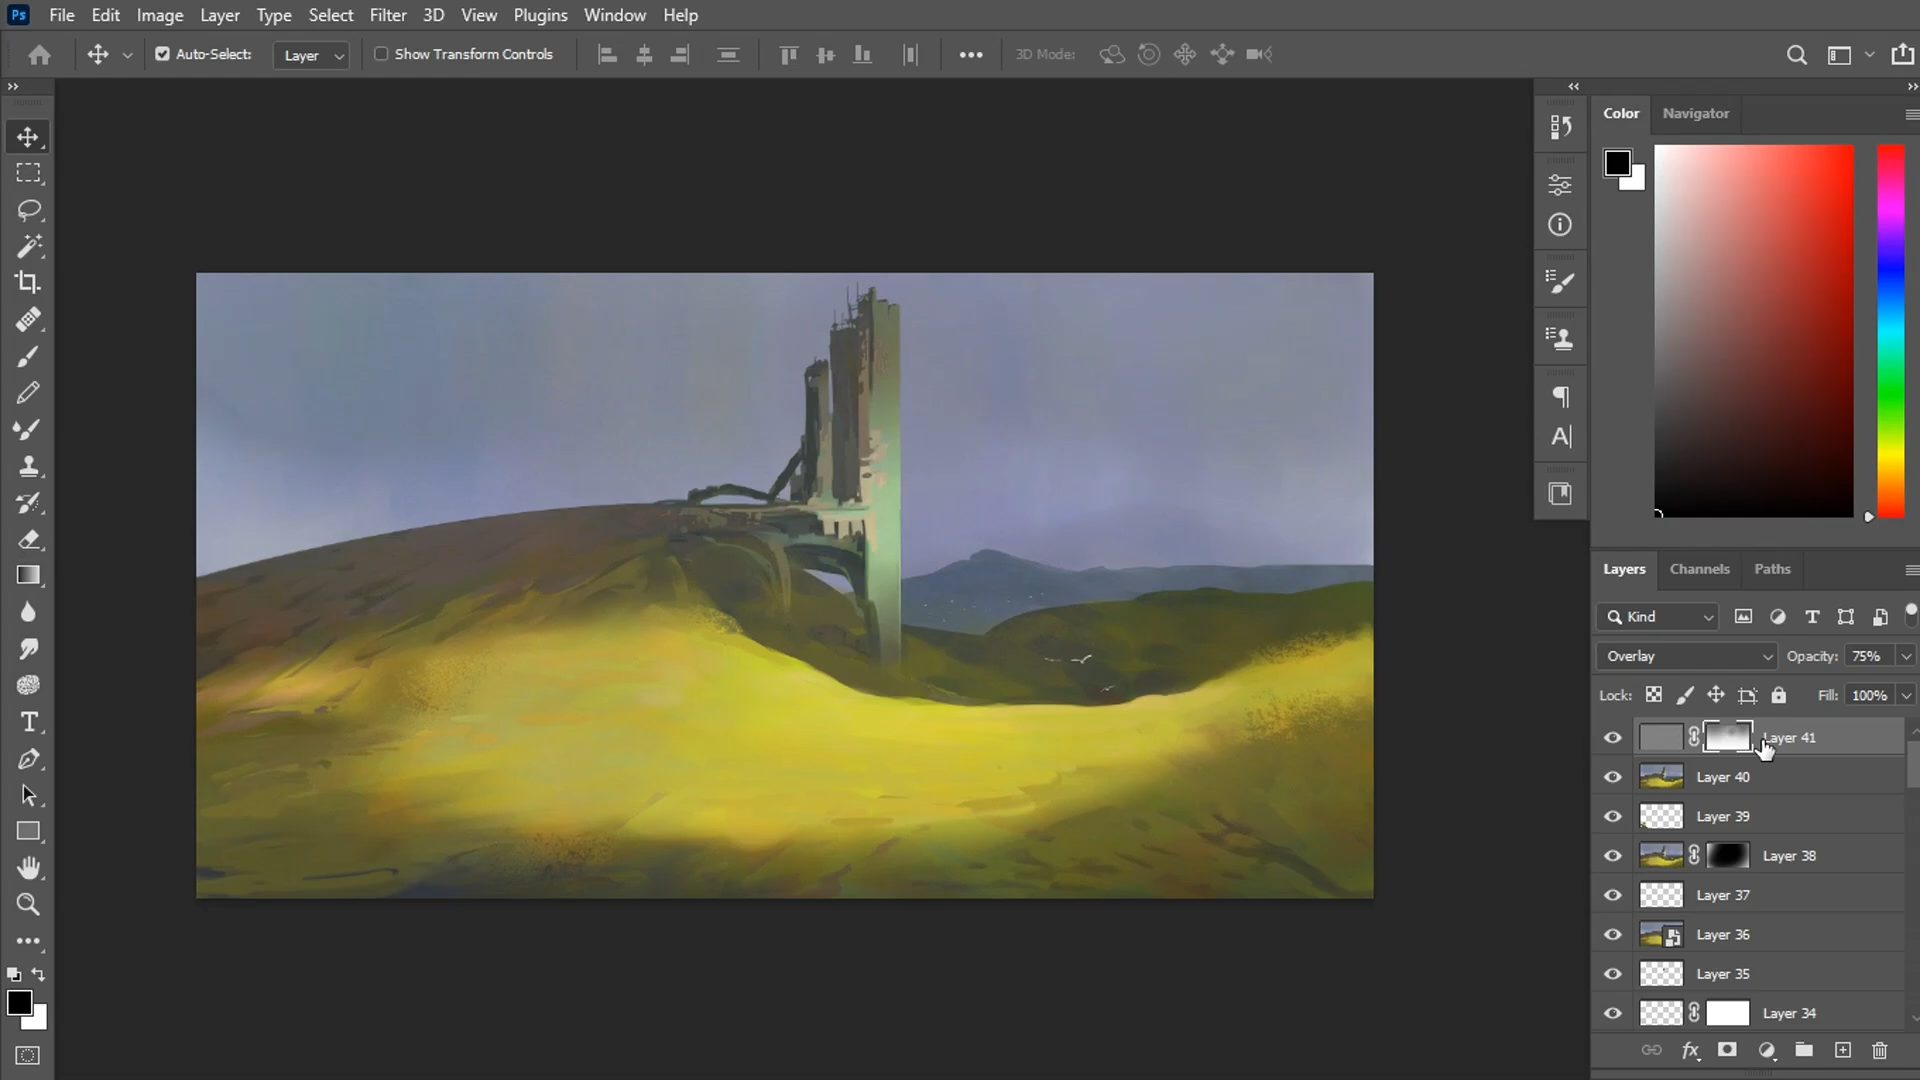 Ps File Edit Image Layer Type Select Filter 3D View Plugins Window Help
Auto-Select: Layer Show Transform Controls 3D Mode:
Color Navigator
Layers Channels Paths
Kind
Overlay Opacity: 75%
Lock: Fill: 100%
Layer 41
Layer 40
Layer 39
Layer 38
Layer 37
Layer 36
Layer 35
Layer 34